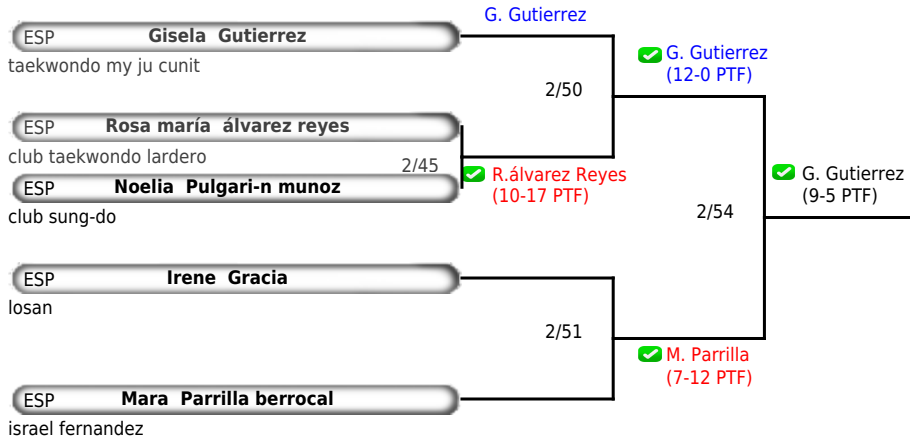 G. Gutierrez
ESP Gisela Gutierrez
taekwondo my ju cunit
G. Gutierrez
(12-0 PTF)
2/50
ESP Rosa maría álvarez reyes
club taekwondo lardero
2/45
R.álvarez Reyes
(10-17 PTF)
ESP Noelia Pulgari-n munoz
club sung-do
G. Gutierrez
(9-5 PTF)
2/54
ESP Irene Gracia
losan
2/51
M. Parrilla
(7-12 PTF)
ESP Mara Parrilla berrocal
israel fernandez